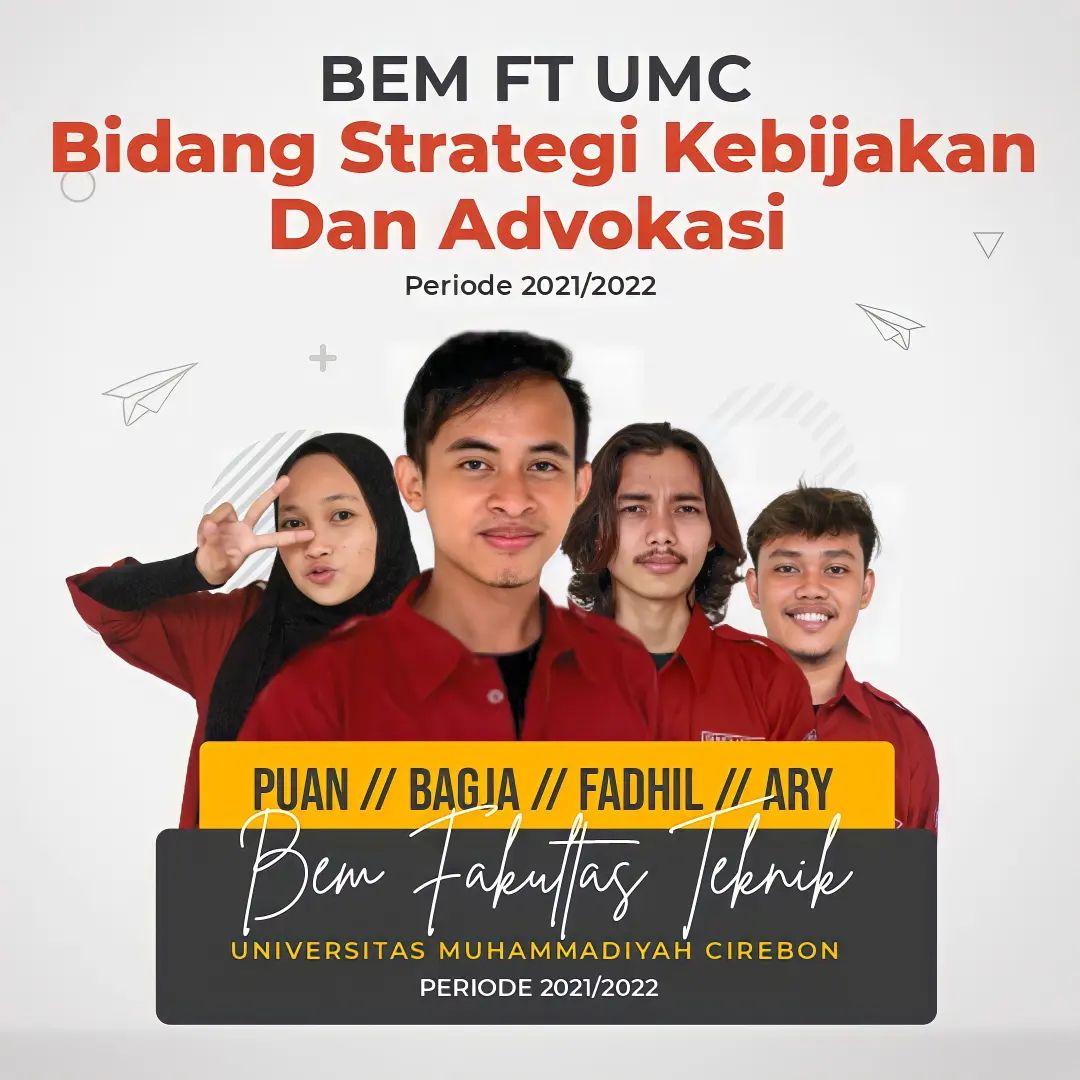 BEM FT UMC
Bidang Strategi Kebijakan
Dan Advokasi
Periode 2021/2022
PUAN // BAGJA // FADHIL // ARY
Bem Fakultas Teknik
UNIVERSITAS MUHAMMADIYAH CIREBON
PERIODE 2021/2022